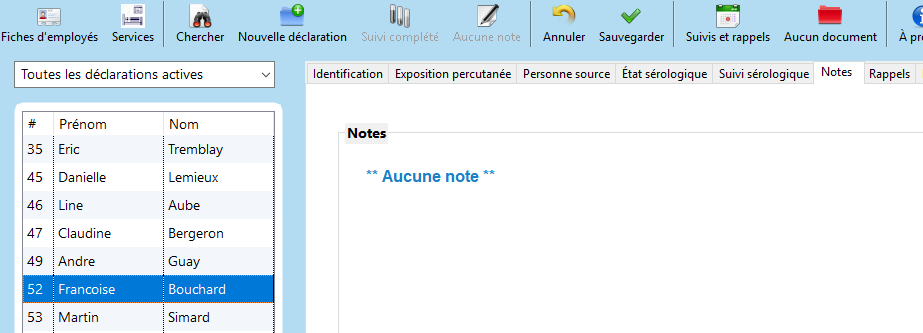 Fiches d'employés Services Chercher Nouvelle déclaration Suivi complété Aucune note Annuler Sauvegarder Suivis et rappels Aucun document À pr
Toutes les déclarations actives
Identification Exposition percutanée Personne source État sérologique Suivi sérologique Notes Rappels
# Prénom Nom
Notes
35 Eric Tremblay
** Aucune note **
45 Danielle Lemieux
46 Line Aube
47 Claudine Bergeron
49 Andre Guay
52 Francoise Bouchard
53 Martin Simard